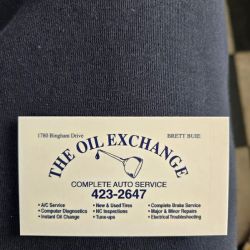 1780 Bingham Drive BRETT BUIE
THE OIL EXCHANGE
COMPLETE AUTO SERVICE
423-2647
• A/C Service • New & Used Tires • Complete Brake Service
• Computer Diagnostics • NC Inspections • Major & Minor Repairs
• Instant Oil Change • Tune-ups • Electrical Troubleshooting